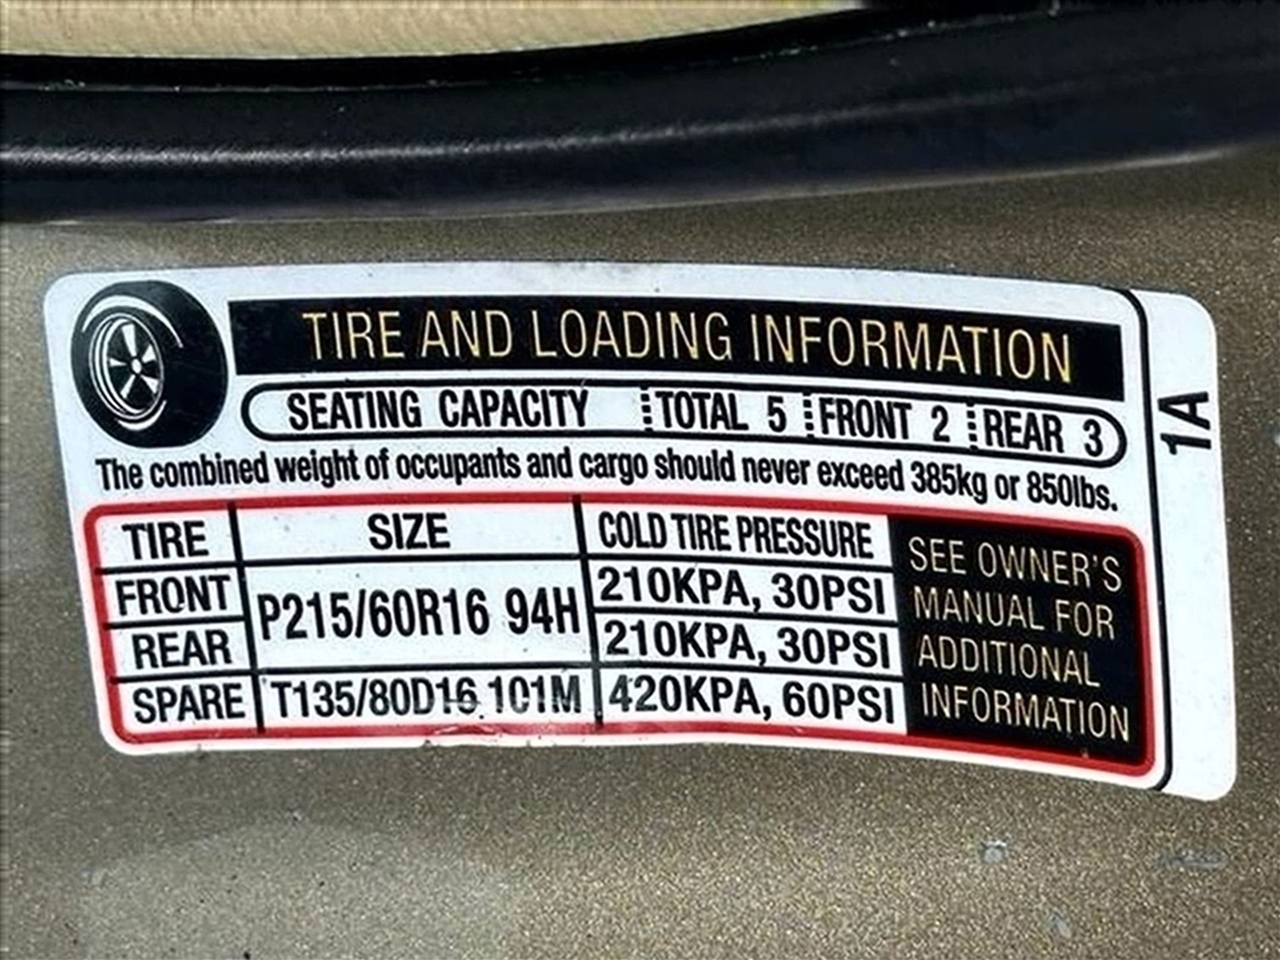 TIRE AND LOADING INFORMATION
SEATING CAPACITY TOTAL 5 FRONT 2 REAR 3
The combined weight of occupants and cargo should never exceed 385kg or 850lbs.
TIRE SIZE COLD TIRE PRESSURE
FRONT P215/60R16 94H 210KPA, 30PSI
REAR 210KPA, 30PSI
SPARE T135/80D16 101M 420KPA, 60PSI
SEE OWNER'S
MANUAL FOR
ADDITIONAL
INFORMATION
1A